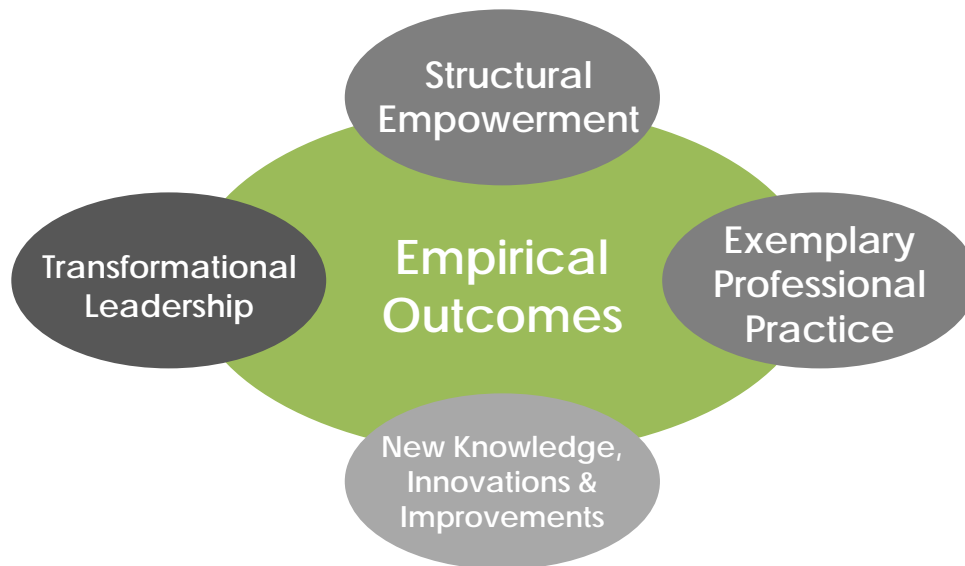 Structural
Empowerment
Transformational
Leadership
Empirical
Outcomes
Exemplary
Professional
Practice
New Knowledge,
Innovations &
Improvements